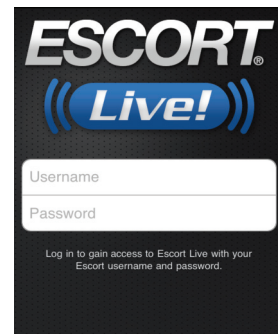 ESCORT®
Live!
Username
Password
Log in to gain access to Escort Live with your
Escort username and password.